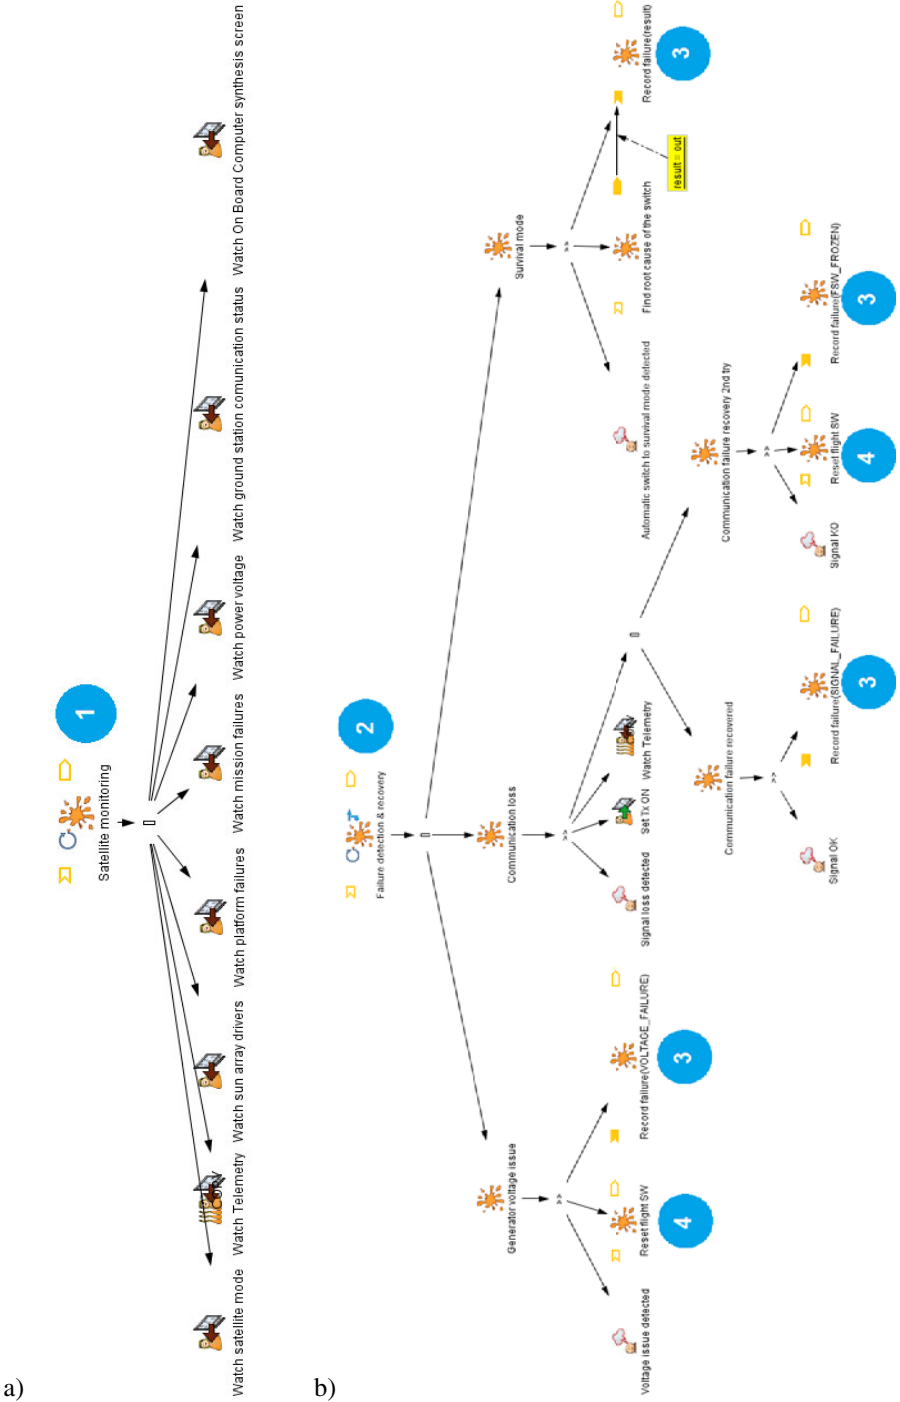 a)
1
Satellite monitoring
Watch satellite mode
Watch Telemetry
Watch sun array drivers
Watch platform failures
Watch mission failures
Watch power voltage
Watch ground station comunication status
Watch On Board Computer synthesis screen
b)
2
Failure detection & recovery
Generator voltage issue
Communication loss
Survival mode
Voltage issue detected
Reset flight SW
4
Record failure(VOLTAGE_FAILURE)
3
Signal loss detected
Set Tx ON
Watch Telemetry
Automatic switch to survival mode detected
Find root cause of the switch
result = out
Record failure(result)
3
Communication failure recovered
Communication failure recovery 2nd try
Signal OK
Record failure(SIGNAL_FAILURE)
3
Signal KO
Reset flight SW
4
Record failure(FSW_FROZEN)
3